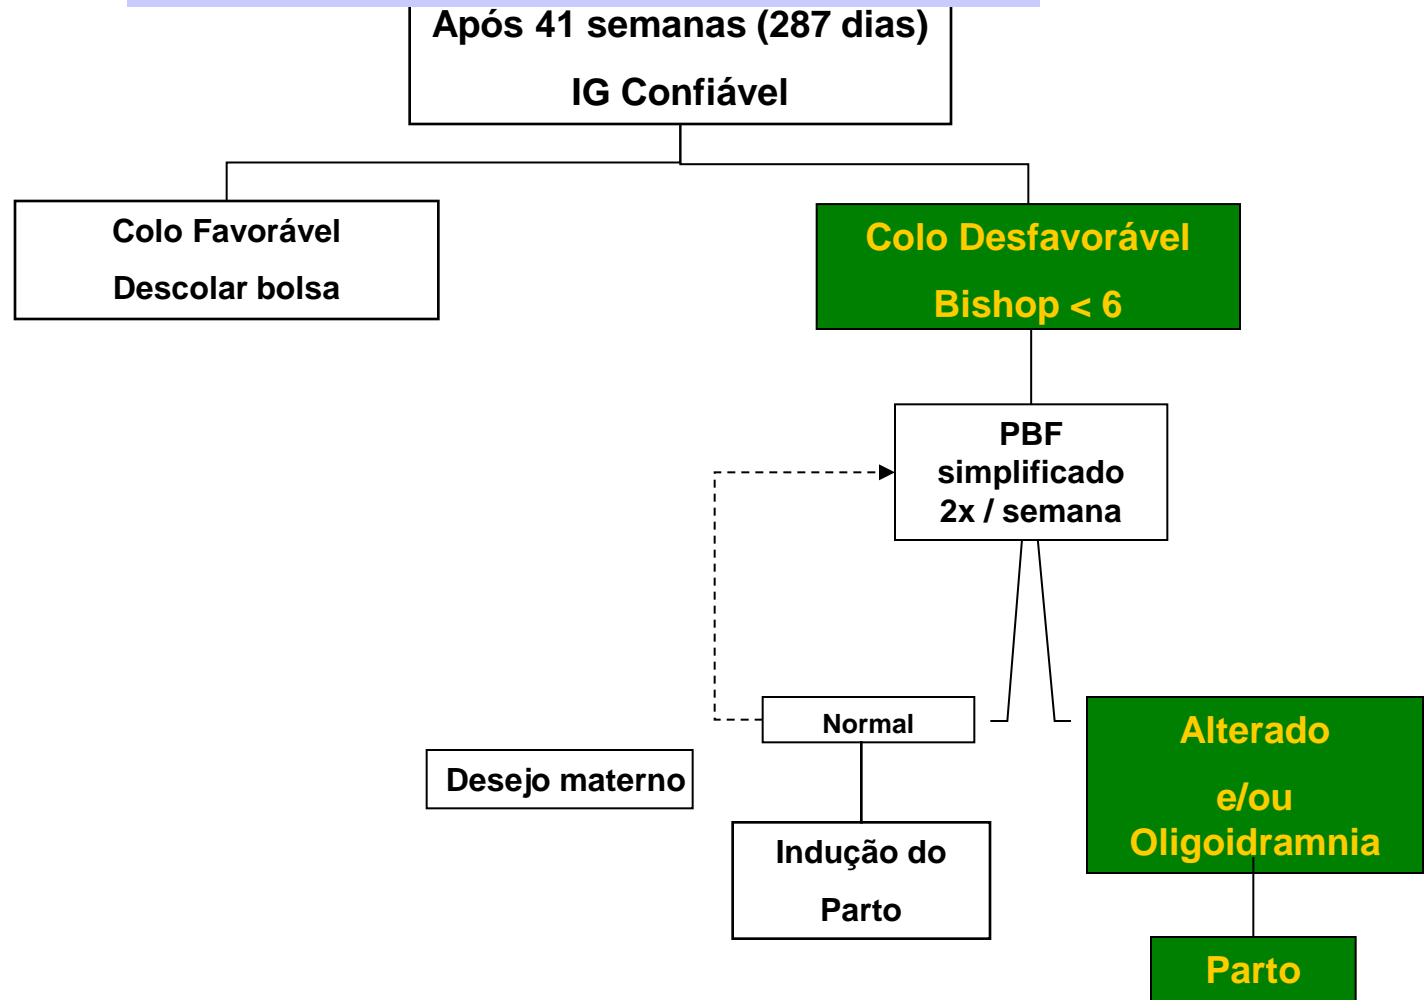 Após 41 semanas (287 dias)
IG Confiável
Colo Favorável
Descolar bolsa
Colo Desfavorável
Bishop < 6
PBF
simplificado
2x / semana
Normal
Desejo materno
Indução do
Parto
Alterado
e/ou
Oligoidramnia
Parto